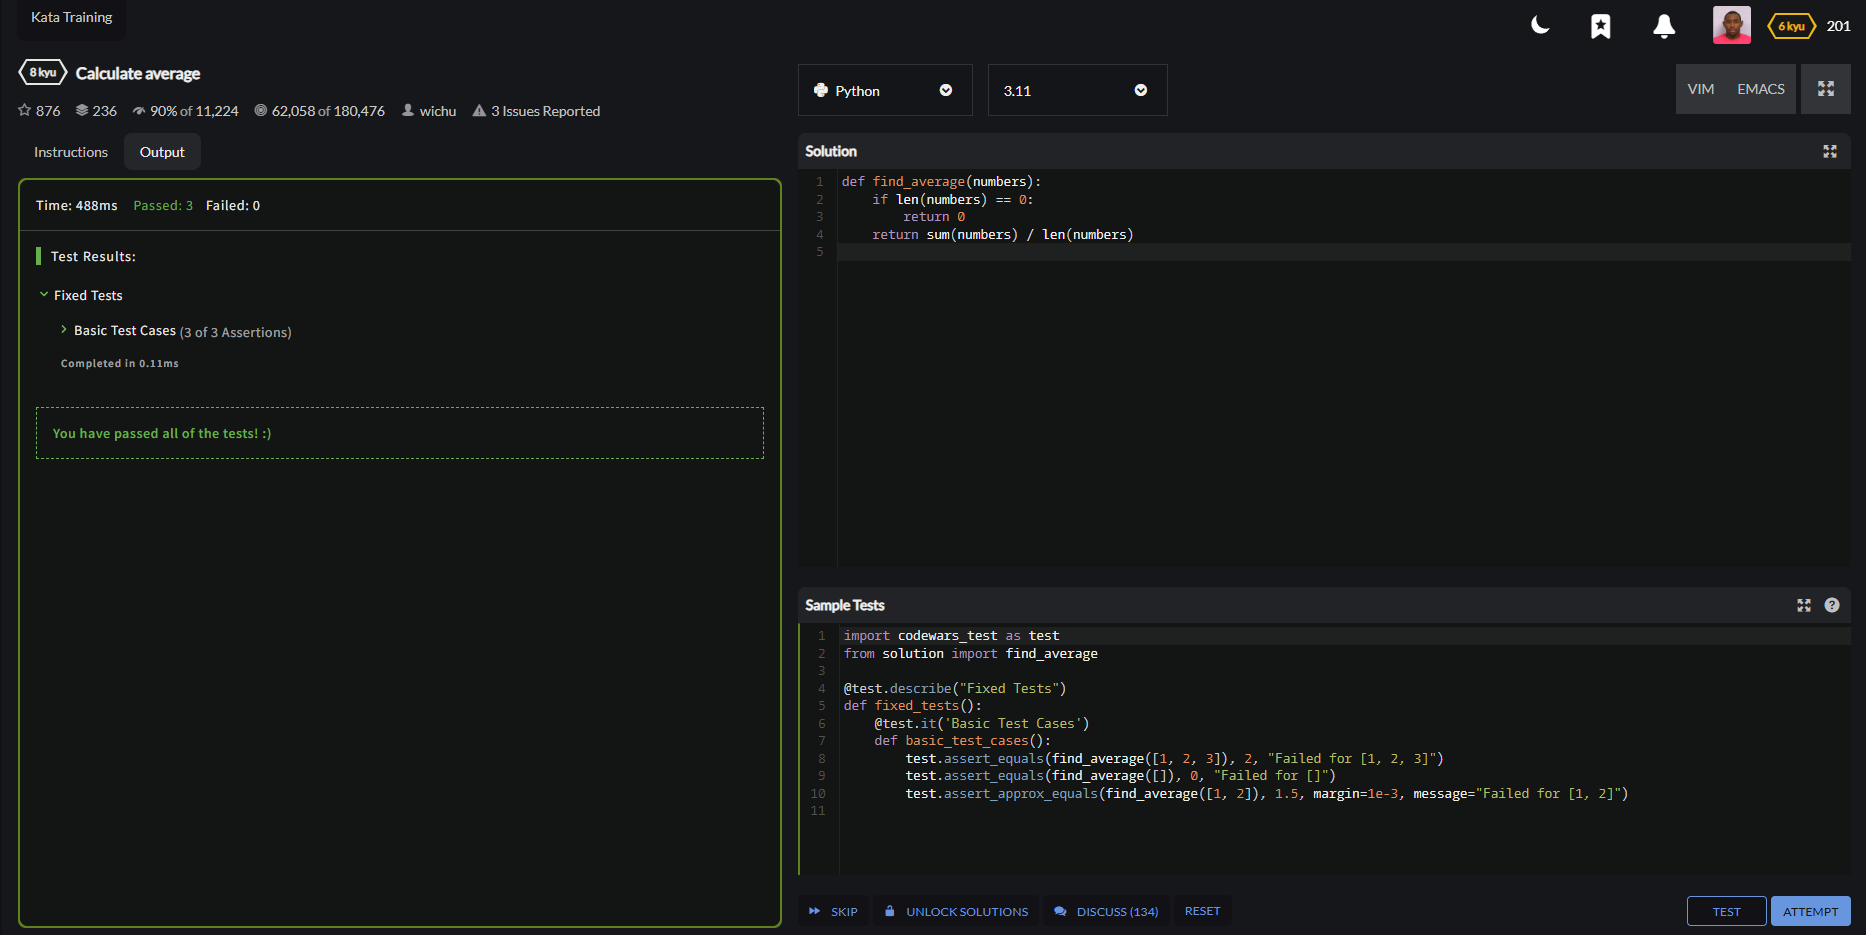 Kata Training
6 kyu 201
8 kyu Calculate average
876 236 90% of 11,224 62,058 of 180,476 wichu 3 Issues Reported
Instructions Output
Time: 488ms Passed: 3 Failed: 0
Test Results:
Fixed Tests
Basic Test Cases (3 of 3 Assertions)
Completed in 0.11ms
You have passed all of the tests! :)
Python 3.11 VIM EMACS
Solution
1 def find_average(numbers):
2     if len(numbers) == 0:
3         return 0
4     return sum(numbers) / len(numbers)
5
Sample Tests
1 import codewars_test as test
2 from solution import find_average
3
4 @test.describe("Fixed Tests")
5 def fixed_tests():
6     @test.it('Basic Test Cases')
7     def basic_test_cases():
8         test.assert_equals(find_average([1, 2, 3]), 2, "Failed for [1, 2, 3]")
9         test.assert_equals(find_average([]), 0, "Failed for []")
10         test.assert_approx_equals(find_average([1, 2]), 1.5, margin=1e-3, message="Failed for [1, 2]")
11
SKIP UNLOCK SOLUTIONS DISCUSS (134) RESET TEST ATTEMPT